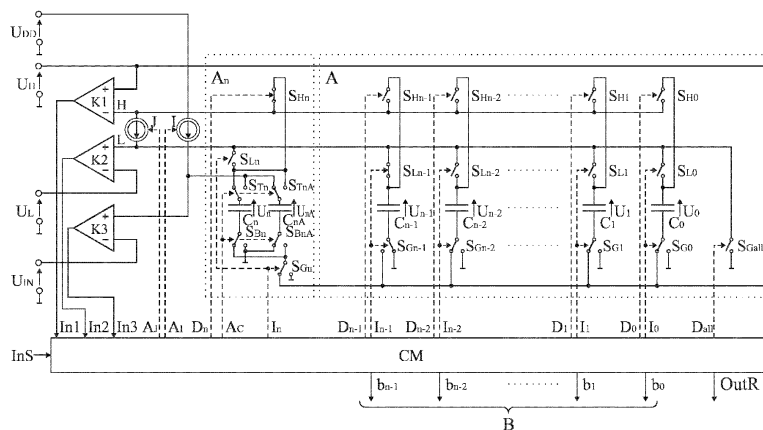 UDD
UH
K1
H
J
I
L
K2
UL
K3
UIN
An
A
SHn
SHn-1
SHn-2
SH1
SH0
SLn
SLn-1
SLn-2
SL1
SL0
STn
STnA
Un
UnA
Cn
CnA
Un-1
Un-2
U1
U0
Cn-1
Cn-2
C1
C0
SBn
SBnA
SGn
SGn-1
SGn-2
SG1
SG0
SGall
In1 In2 In3 AJ AI Dn AC In Dn-1 In-1 Dn-2 In-2 D1 I1 D0 I0 Dall
InS
CM
bn-1 bn-2 b1 b0 OutR
B